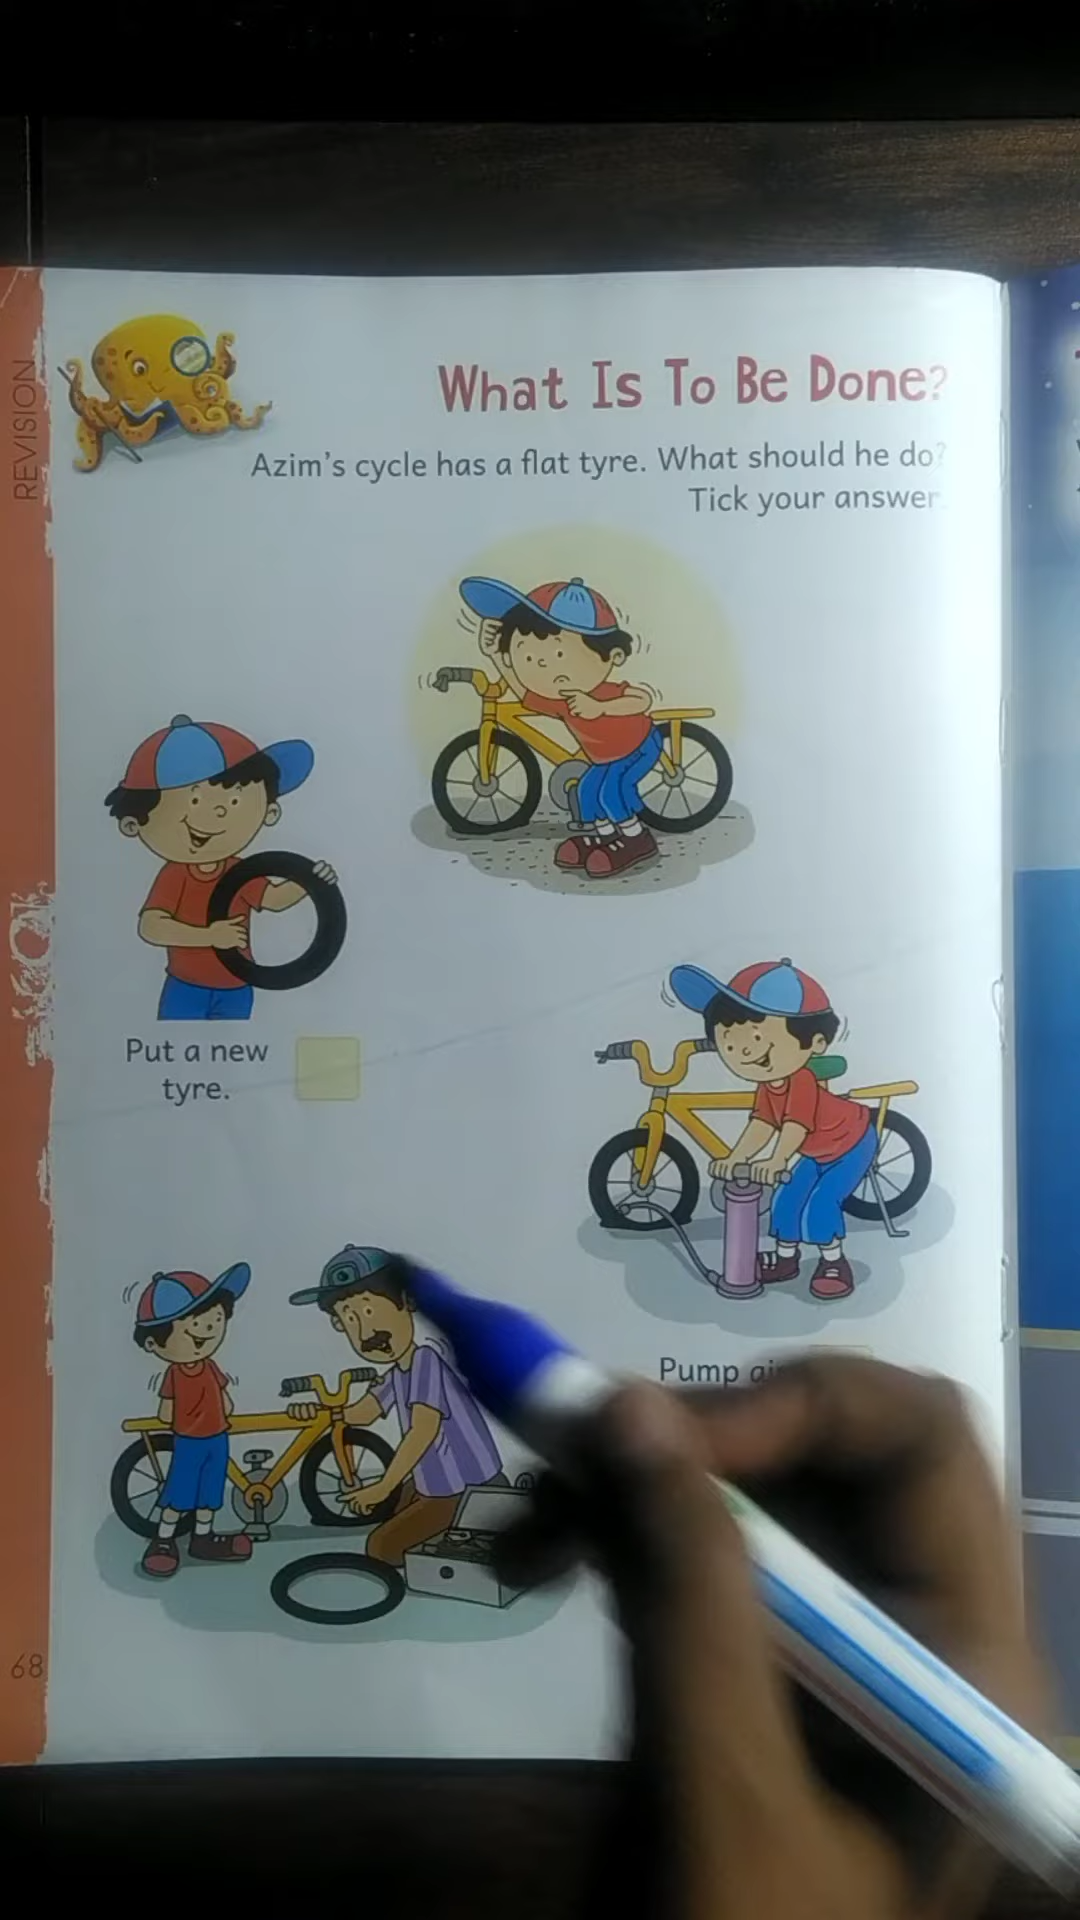 REVISION
What Is To Be Done?
Azim's cycle has a flat tyre. What should he do?
Tick your answer.
Put a new
tyre.
Pump air
68